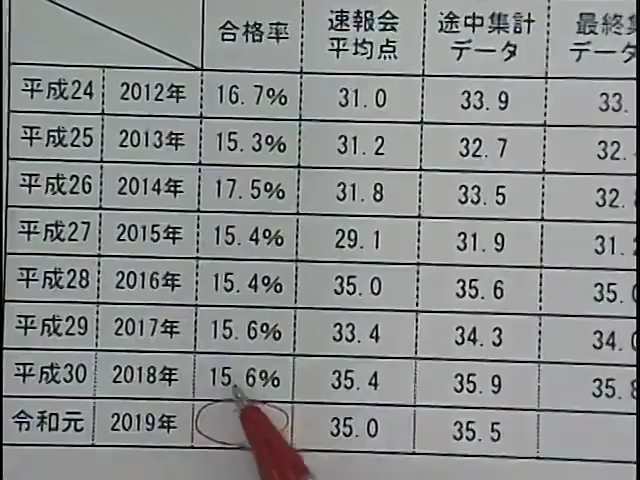 合格率 速報会 途中集計 最終
平均点 データ データ
平成24 2012年 16.7% 31.0 33.9 33.
平成25 2013年 15.3% 31.2 32.7 32.
平成26 2014年 17.5% 31.8 33.5 32.
平成27 2015年 15.4% 29.1 31.9 31.
平成28 2016年 15.4% 35.0 35.6 35.
平成29 2017年 15.6% 33.4 34.3 34.
平成30 2018年 15.6% 35.4 35.9 35.
令和元 2019年 35.0 35.5